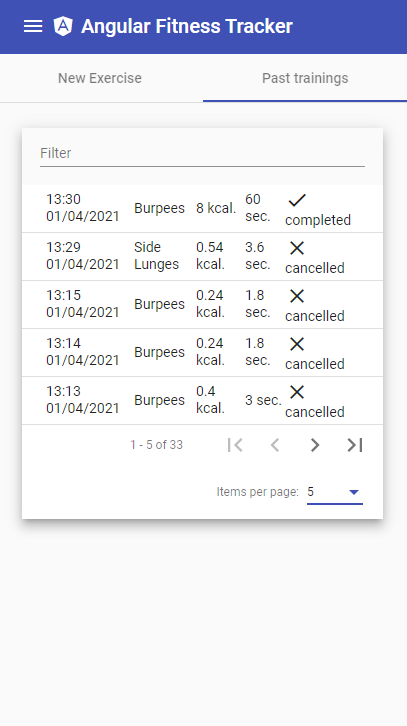 Angular Fitness Tracker
New Exercise Past trainings
Filter
13:30
01/04/2021 Burpees 8 kcal. 60
sec. completed
13:29
01/04/2021 Side
Lunges 0.54
kcal. 3.6
sec. cancelled
13:15
01/04/2021 Burpees 0.24
kcal. 1.8
sec. cancelled
13:14
01/04/2021 Burpees 0.24
kcal. 1.8
sec. cancelled
13:13
01/04/2021 Burpees 0.4
kcal. 3 sec. cancelled
1 - 5 of 33
Items per page: 5